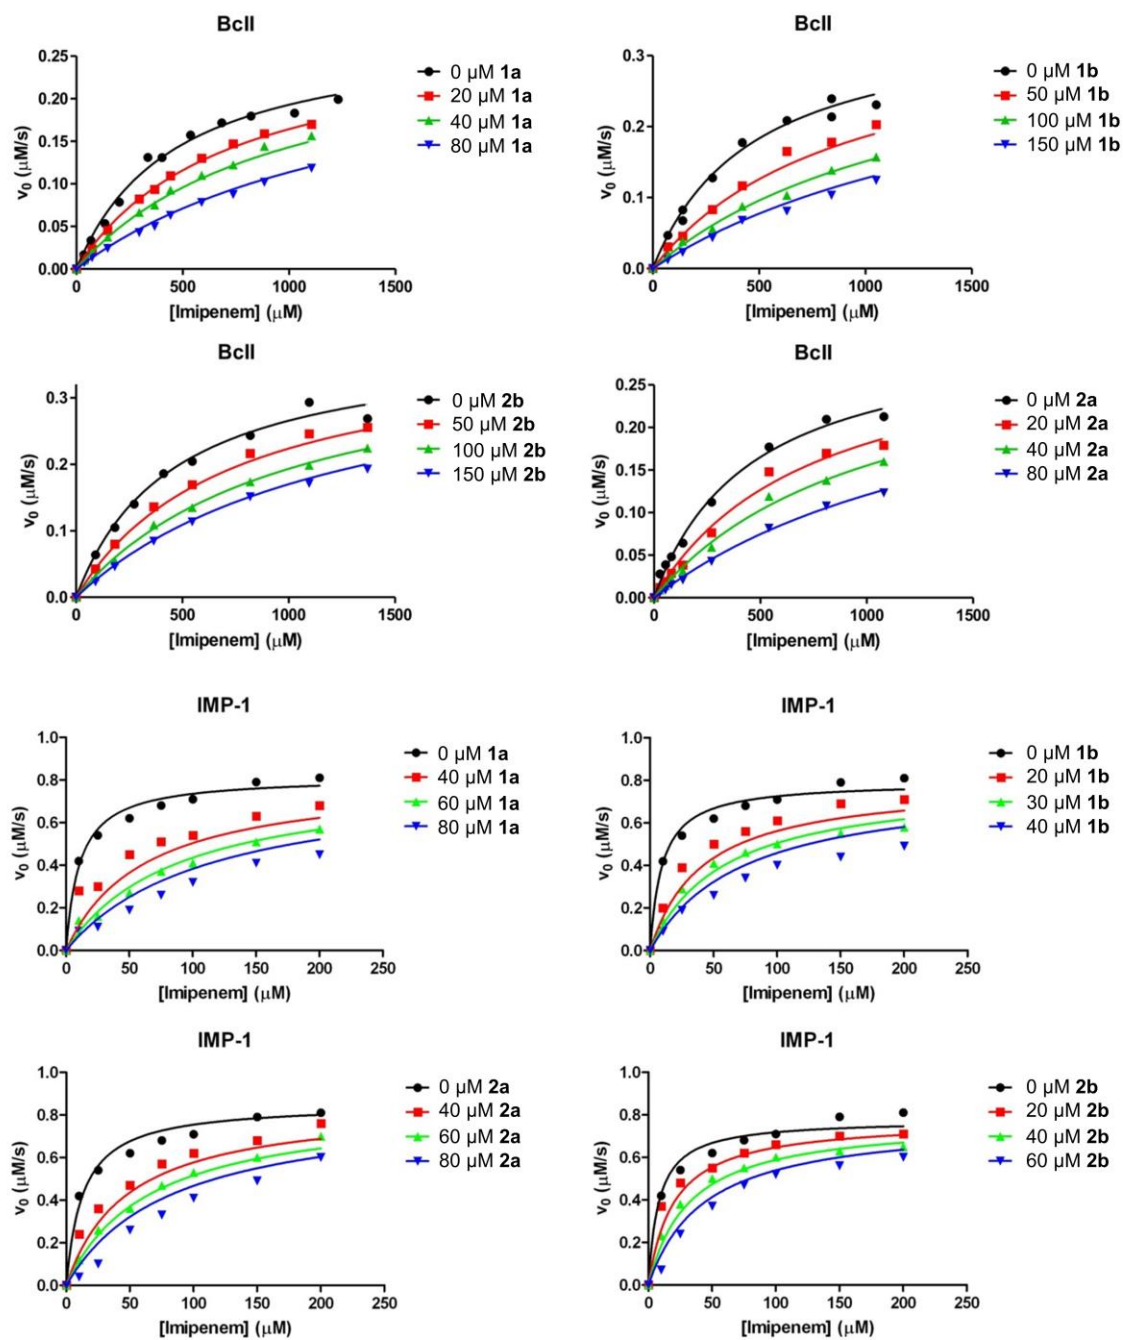 BcII
v0 (µM/s)
0.25
0.20
0.15
0.10
0.05
0.00
0 500 1000 1500
[Imipenem] (µM)
0 µM 1a
20 µM 1a
40 µM 1a
80 µM 1a
BcII
v0 (µM/s)
0.3
0.2
0.1
0.0
0 500 1000 1500
[Imipenem] (µM)
0 µM 1b
50 µM 1b
100 µM 1b
150 µM 1b
BcII
v0 (µM/s)
0.3
0.2
0.1
0.0
0 500 1000 1500
[Imipenem] (µM)
0 µM 2b
50 µM 2b
100 µM 2b
150 µM 2b
BcII
v0 (µM/s)
0.25
0.20
0.15
0.10
0.05
0.00
0 500 1000 1500
[Imipenem] (µM)
0 µM 2a
20 µM 2a
40 µM 2a
80 µM 2a
IMP-1
v0 (µM/s)
1.0
0.8
0.6
0.4
0.2
0.0
0 50 100 150 200 250
[Imipenem] (µM)
0 µM 1a
40 µM 1a
60 µM 1a
80 µM 1a
IMP-1
v0 (µM/s)
1.0
0.8
0.6
0.4
0.2
0.0
0 50 100 150 200 250
[Imipenem] (µM)
0 µM 1b
20 µM 1b
30 µM 1b
40 µM 1b
IMP-1
v0 (µM/s)
1.0
0.8
0.6
0.4
0.2
0.0
0 50 100 150 200 250
[Imipenem] (µM)
0 µM 2a
40 µM 2a
60 µM 2a
80 µM 2a
IMP-1
v0 (µM/s)
1.0
0.8
0.6
0.4
0.2
0.0
0 50 100 150 200 250
[Imipenem] (µM)
0 µM 2b
20 µM 2b
40 µM 2b
60 µM 2b